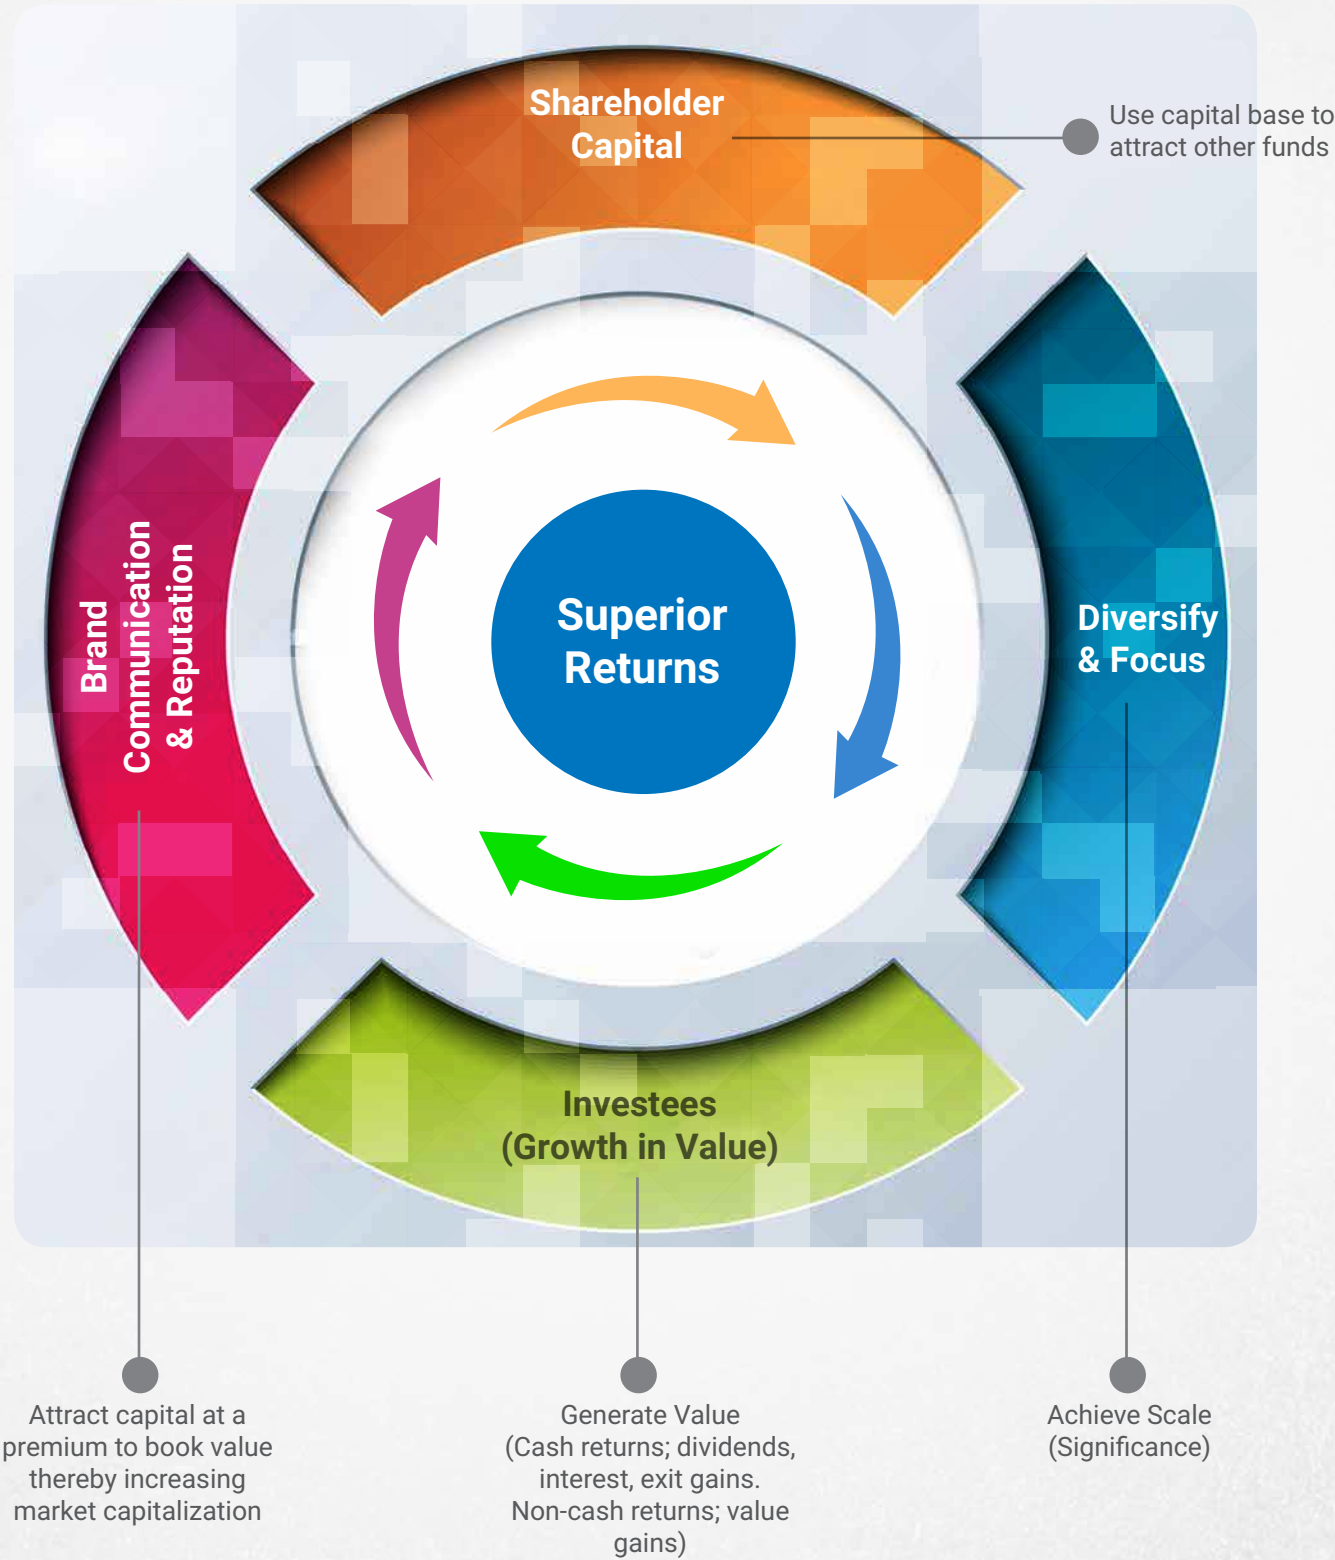 Shareholder
Capital
Use capital base to
attract other funds
Brand
Communication
& Reputation
Superior
Returns
Diversify
& Focus
Investees
(Growth in Value)
Attract capital at a
premium to book value
thereby increasing
market capitalization
Generate Value
(Cash returns; dividends,
interest, exit gains.
Non-cash returns; value
gains)
Achieve Scale
(Significance)